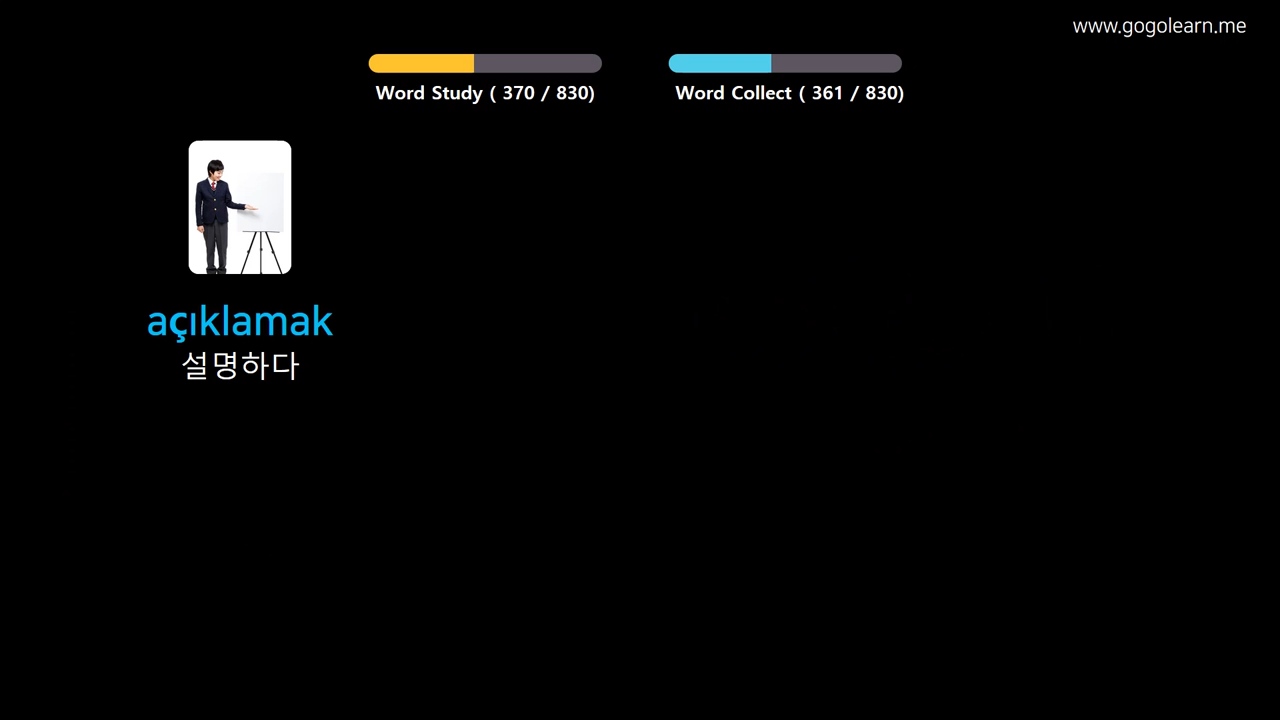 www.gogolearn.me
Word Study ( 370 / 830)
Word Collect ( 361 / 830)
açıklamak
설명하다